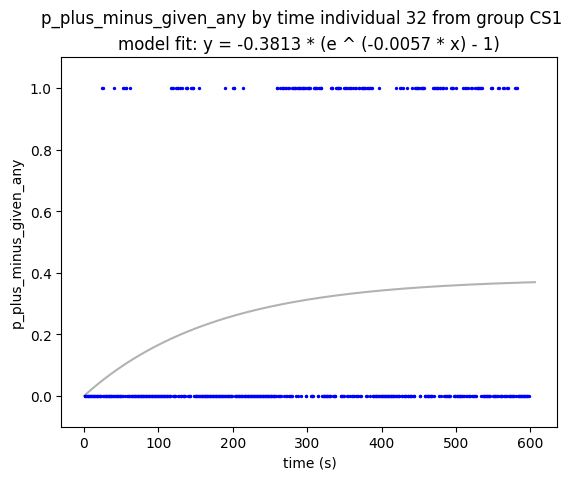 p_plus_minus_given_any by time individual 32 from group CS1
model fit: y = -0.3813 * (e ^ (-0.0057 * x) - 1)
p_plus_minus_given_any
1.0
0.8
0.6
0.4
0.2
0.0
0 100 200 300 400 500 600
time (s)